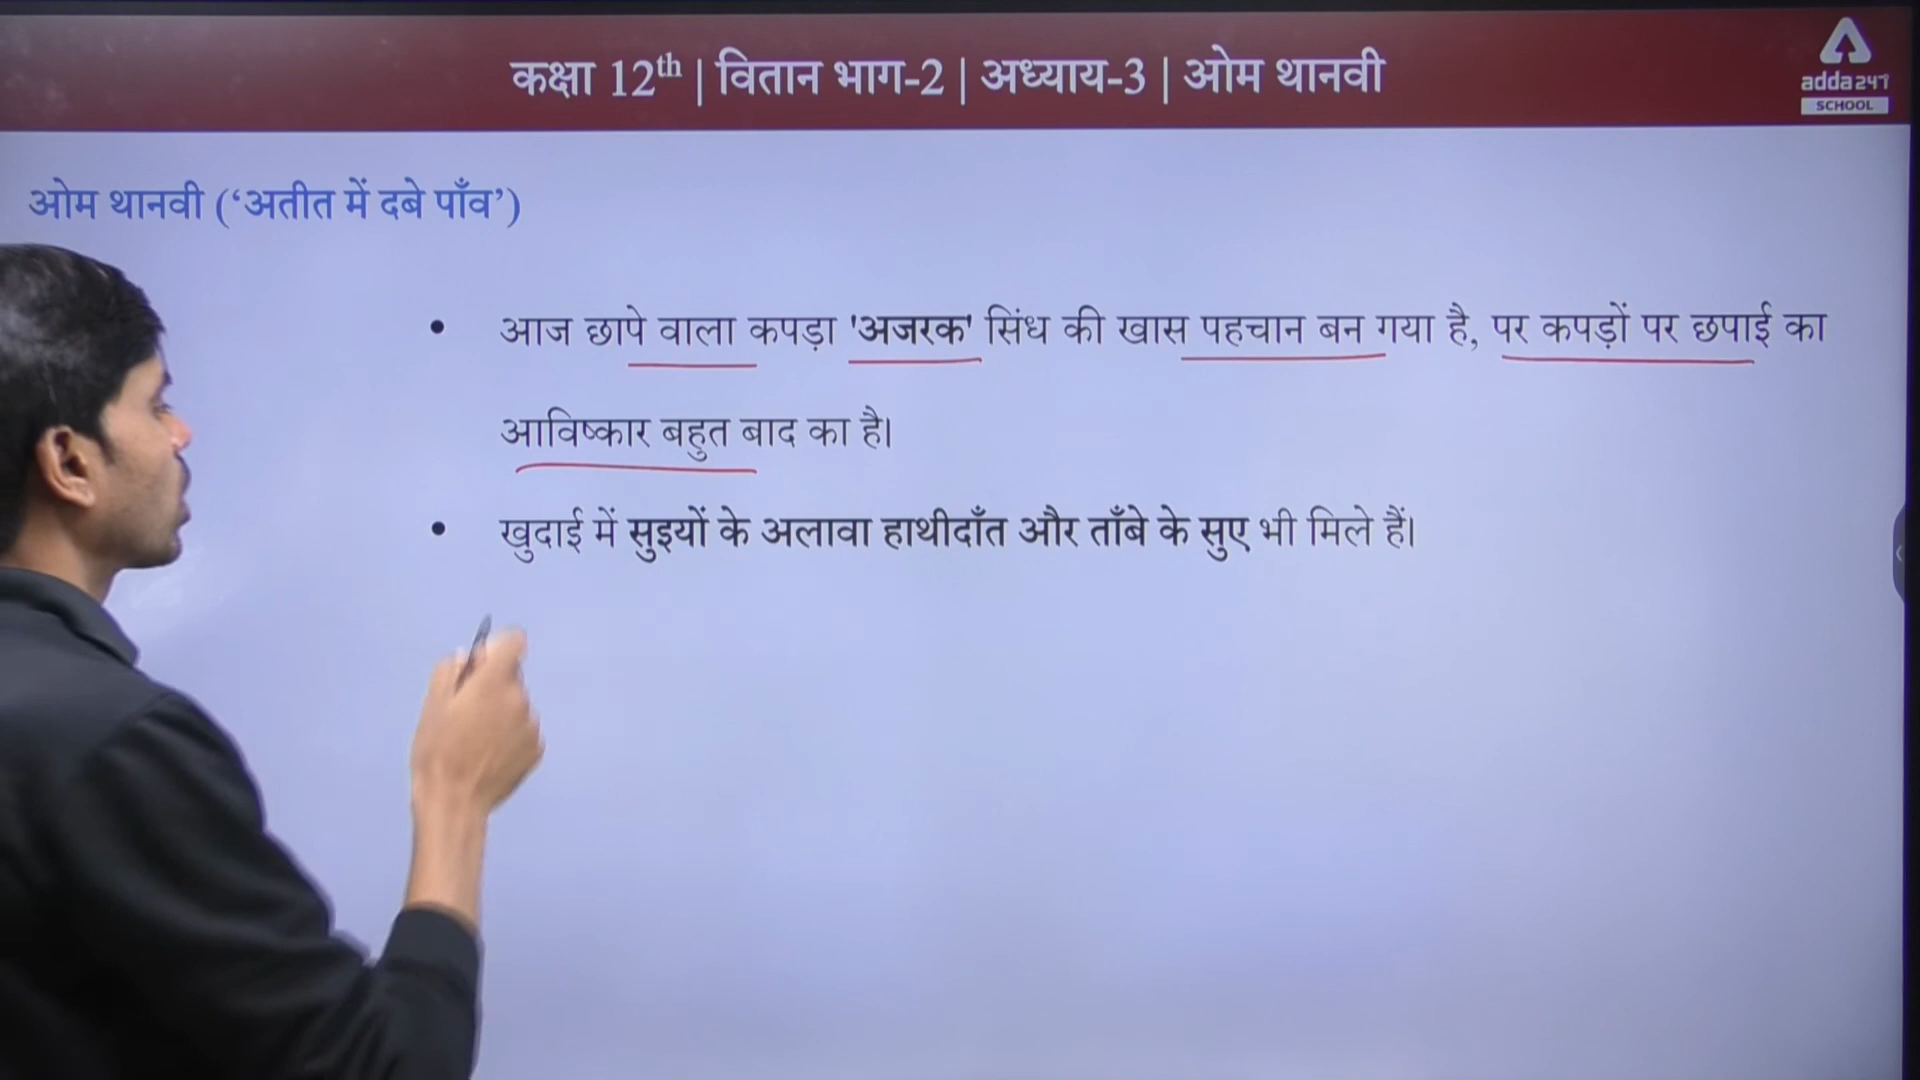 कक्षा 12th | वितान भाग-2 | अध्याय-3 | ओम थानवी
adda247
SCHOOL
ओम थानवी (‘अतीत में दबे पाँव’)
• आज छापे वाला कपड़ा 'अजरक' सिंध की खास पहचान बन गया है, पर कपड़ों पर छपाई का
आविष्कार बहुत बाद का है।
• खुदाई में सुइयों के अलावा हाथीदाँत और ताँबे के सुए भी मिले हैं।